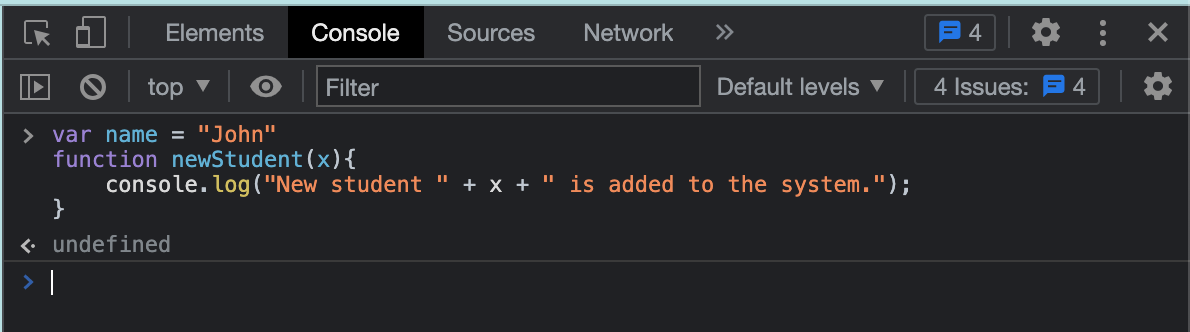 Elements Console Sources Network » 4
top ▼ Filter Default levels ▼ 4 Issues: 4
> var name = "John"
function newStudent(x){
    console.log("New student " + x + " is added to the system.");
}
undefined
>